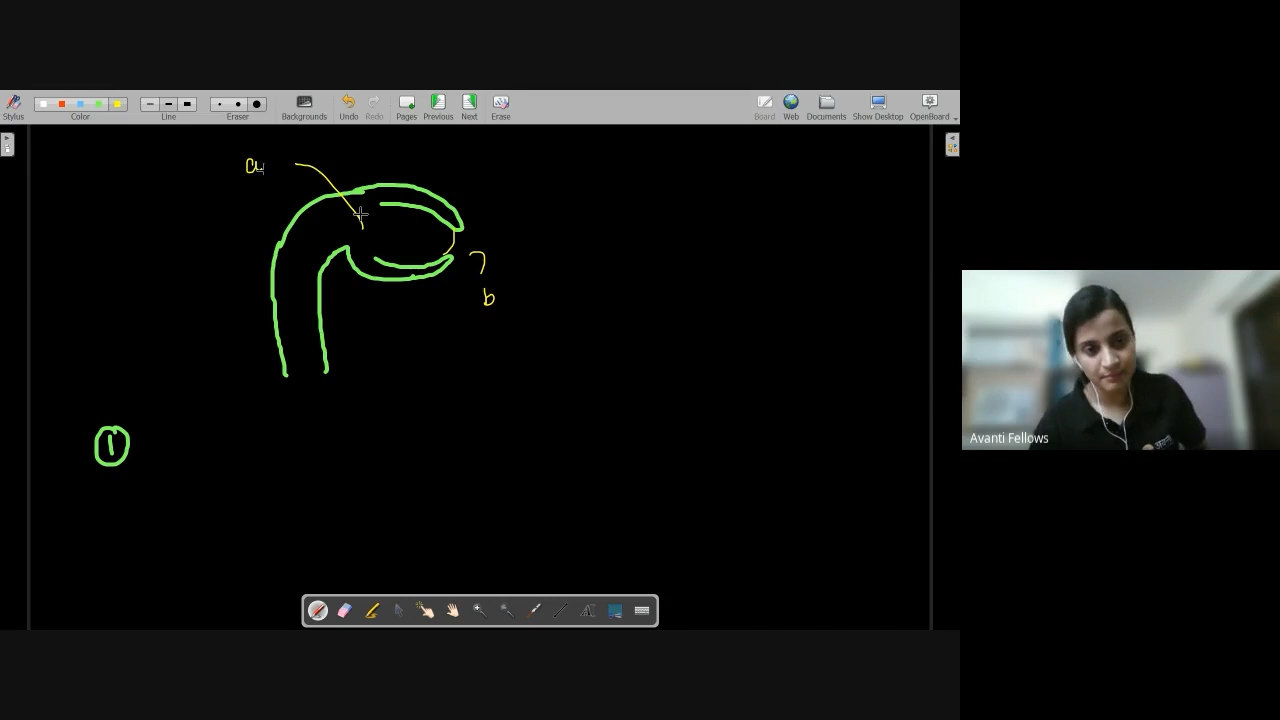 Stylus
Color
Line
Eraser
Backgrounds
Undo
Redo
Pages
Previous
Next
Erase
Board
Web
Documents
Show Desktop
OpenBoard
a
b
1
Avanti Fellows